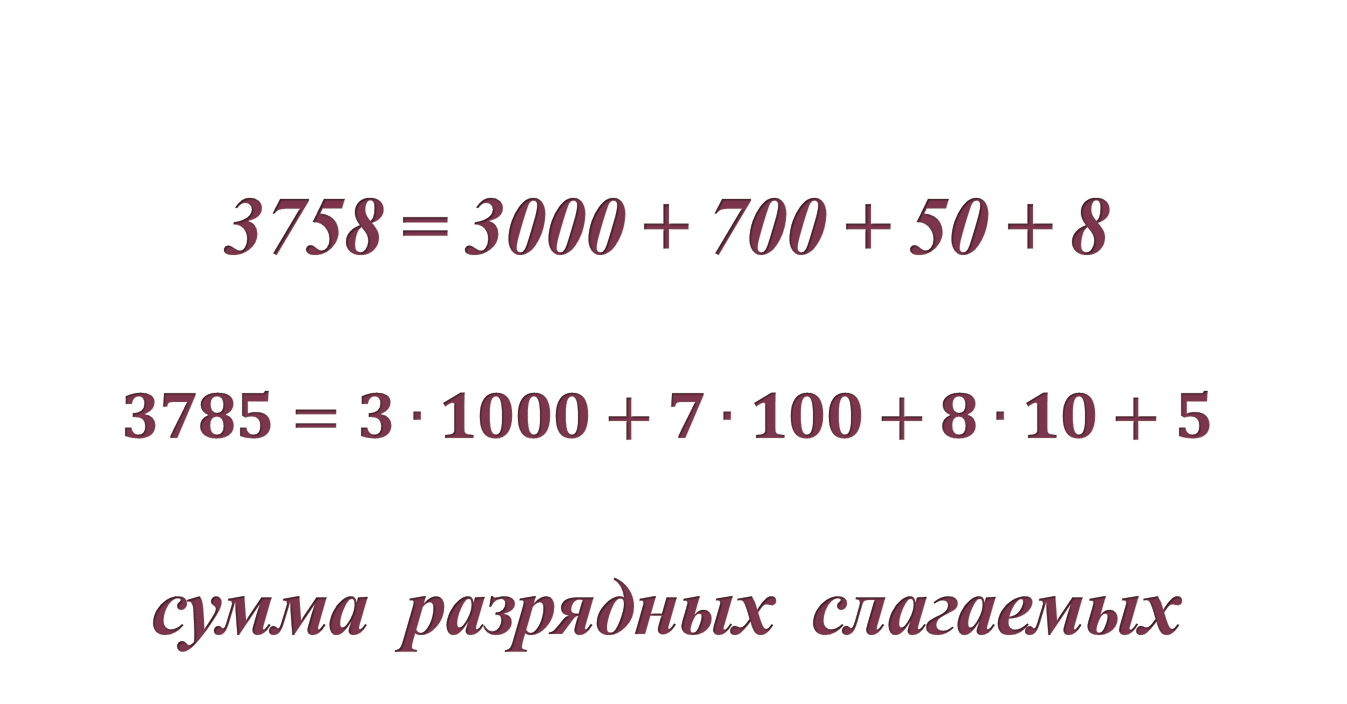 3758 = 3000 + 700 + 50 + 8
3785 = 3 · 1000 + 7 · 100 + 8 · 10 + 5
сумма разрядных слагаемых